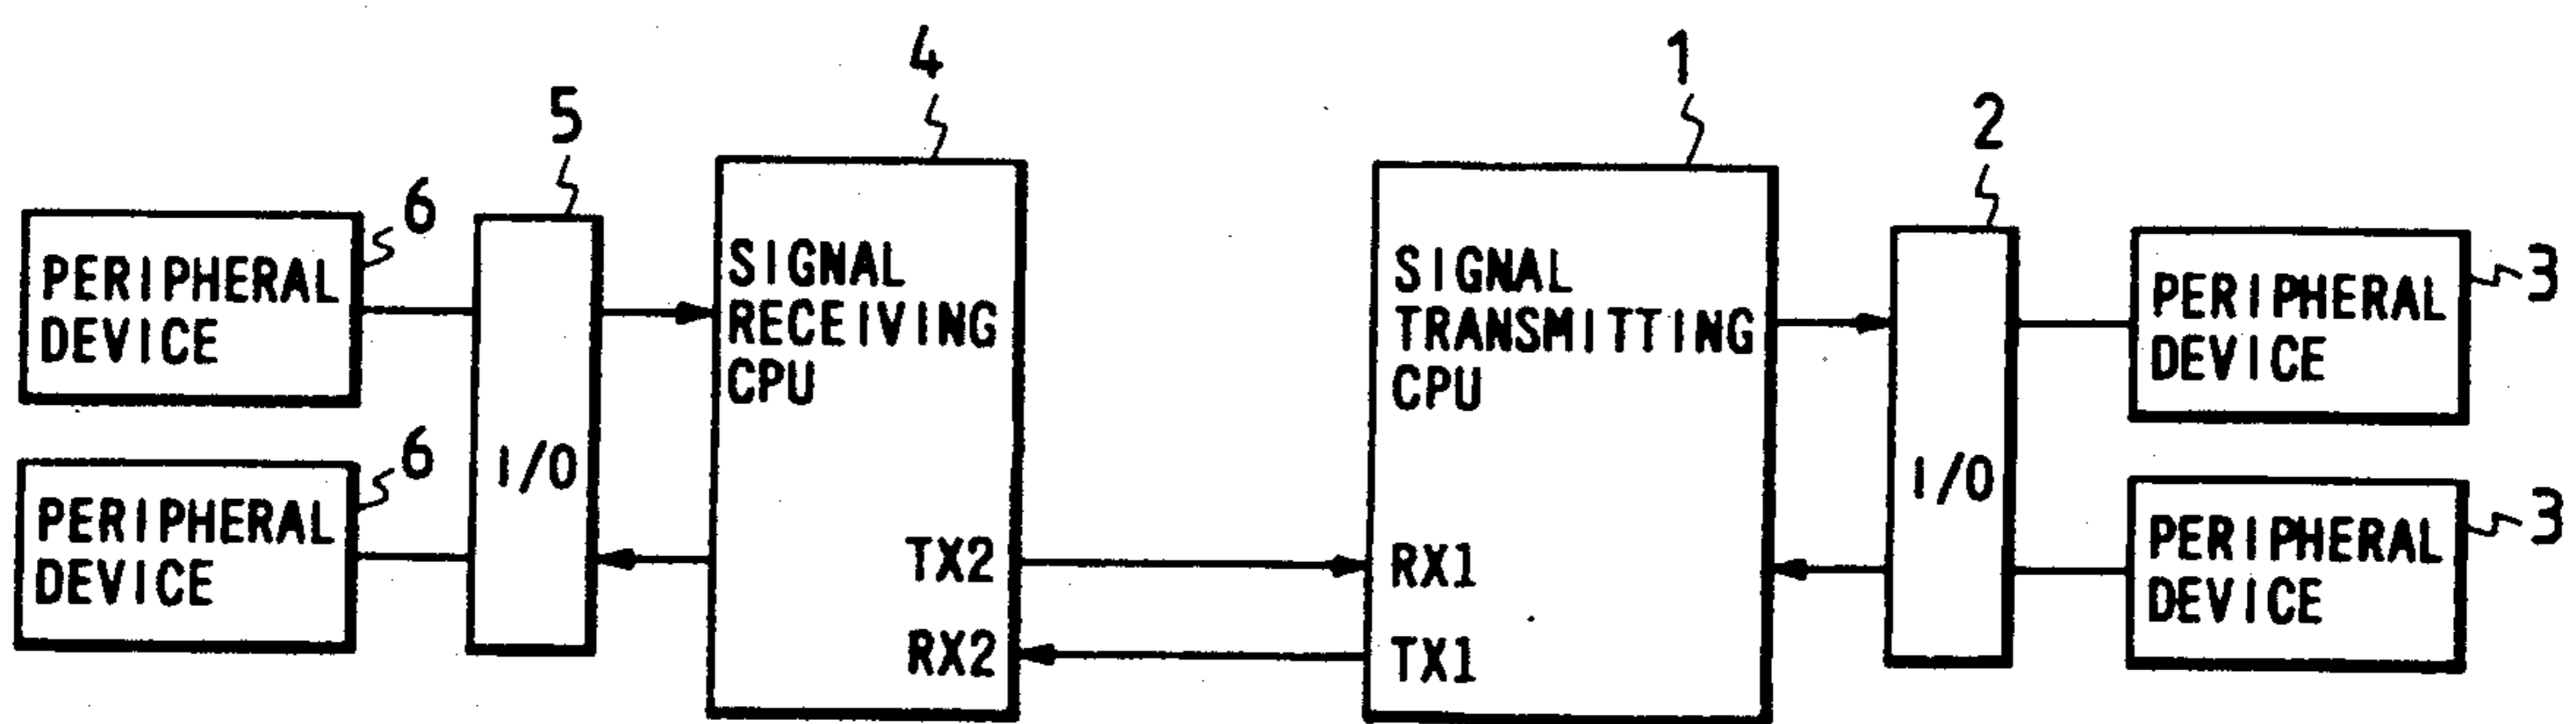 4
1
5
2
6
PERIPHERAL
DEVICE
SIGNAL
RECEIVING
CPU
SIGNAL
TRANSMITTING
CPU
PERIPHERAL
DEVICE
3
6
PERIPHERAL
DEVICE
I/O
I/O
PERIPHERAL
DEVICE
3
TX2
RX1
RX2
TX1